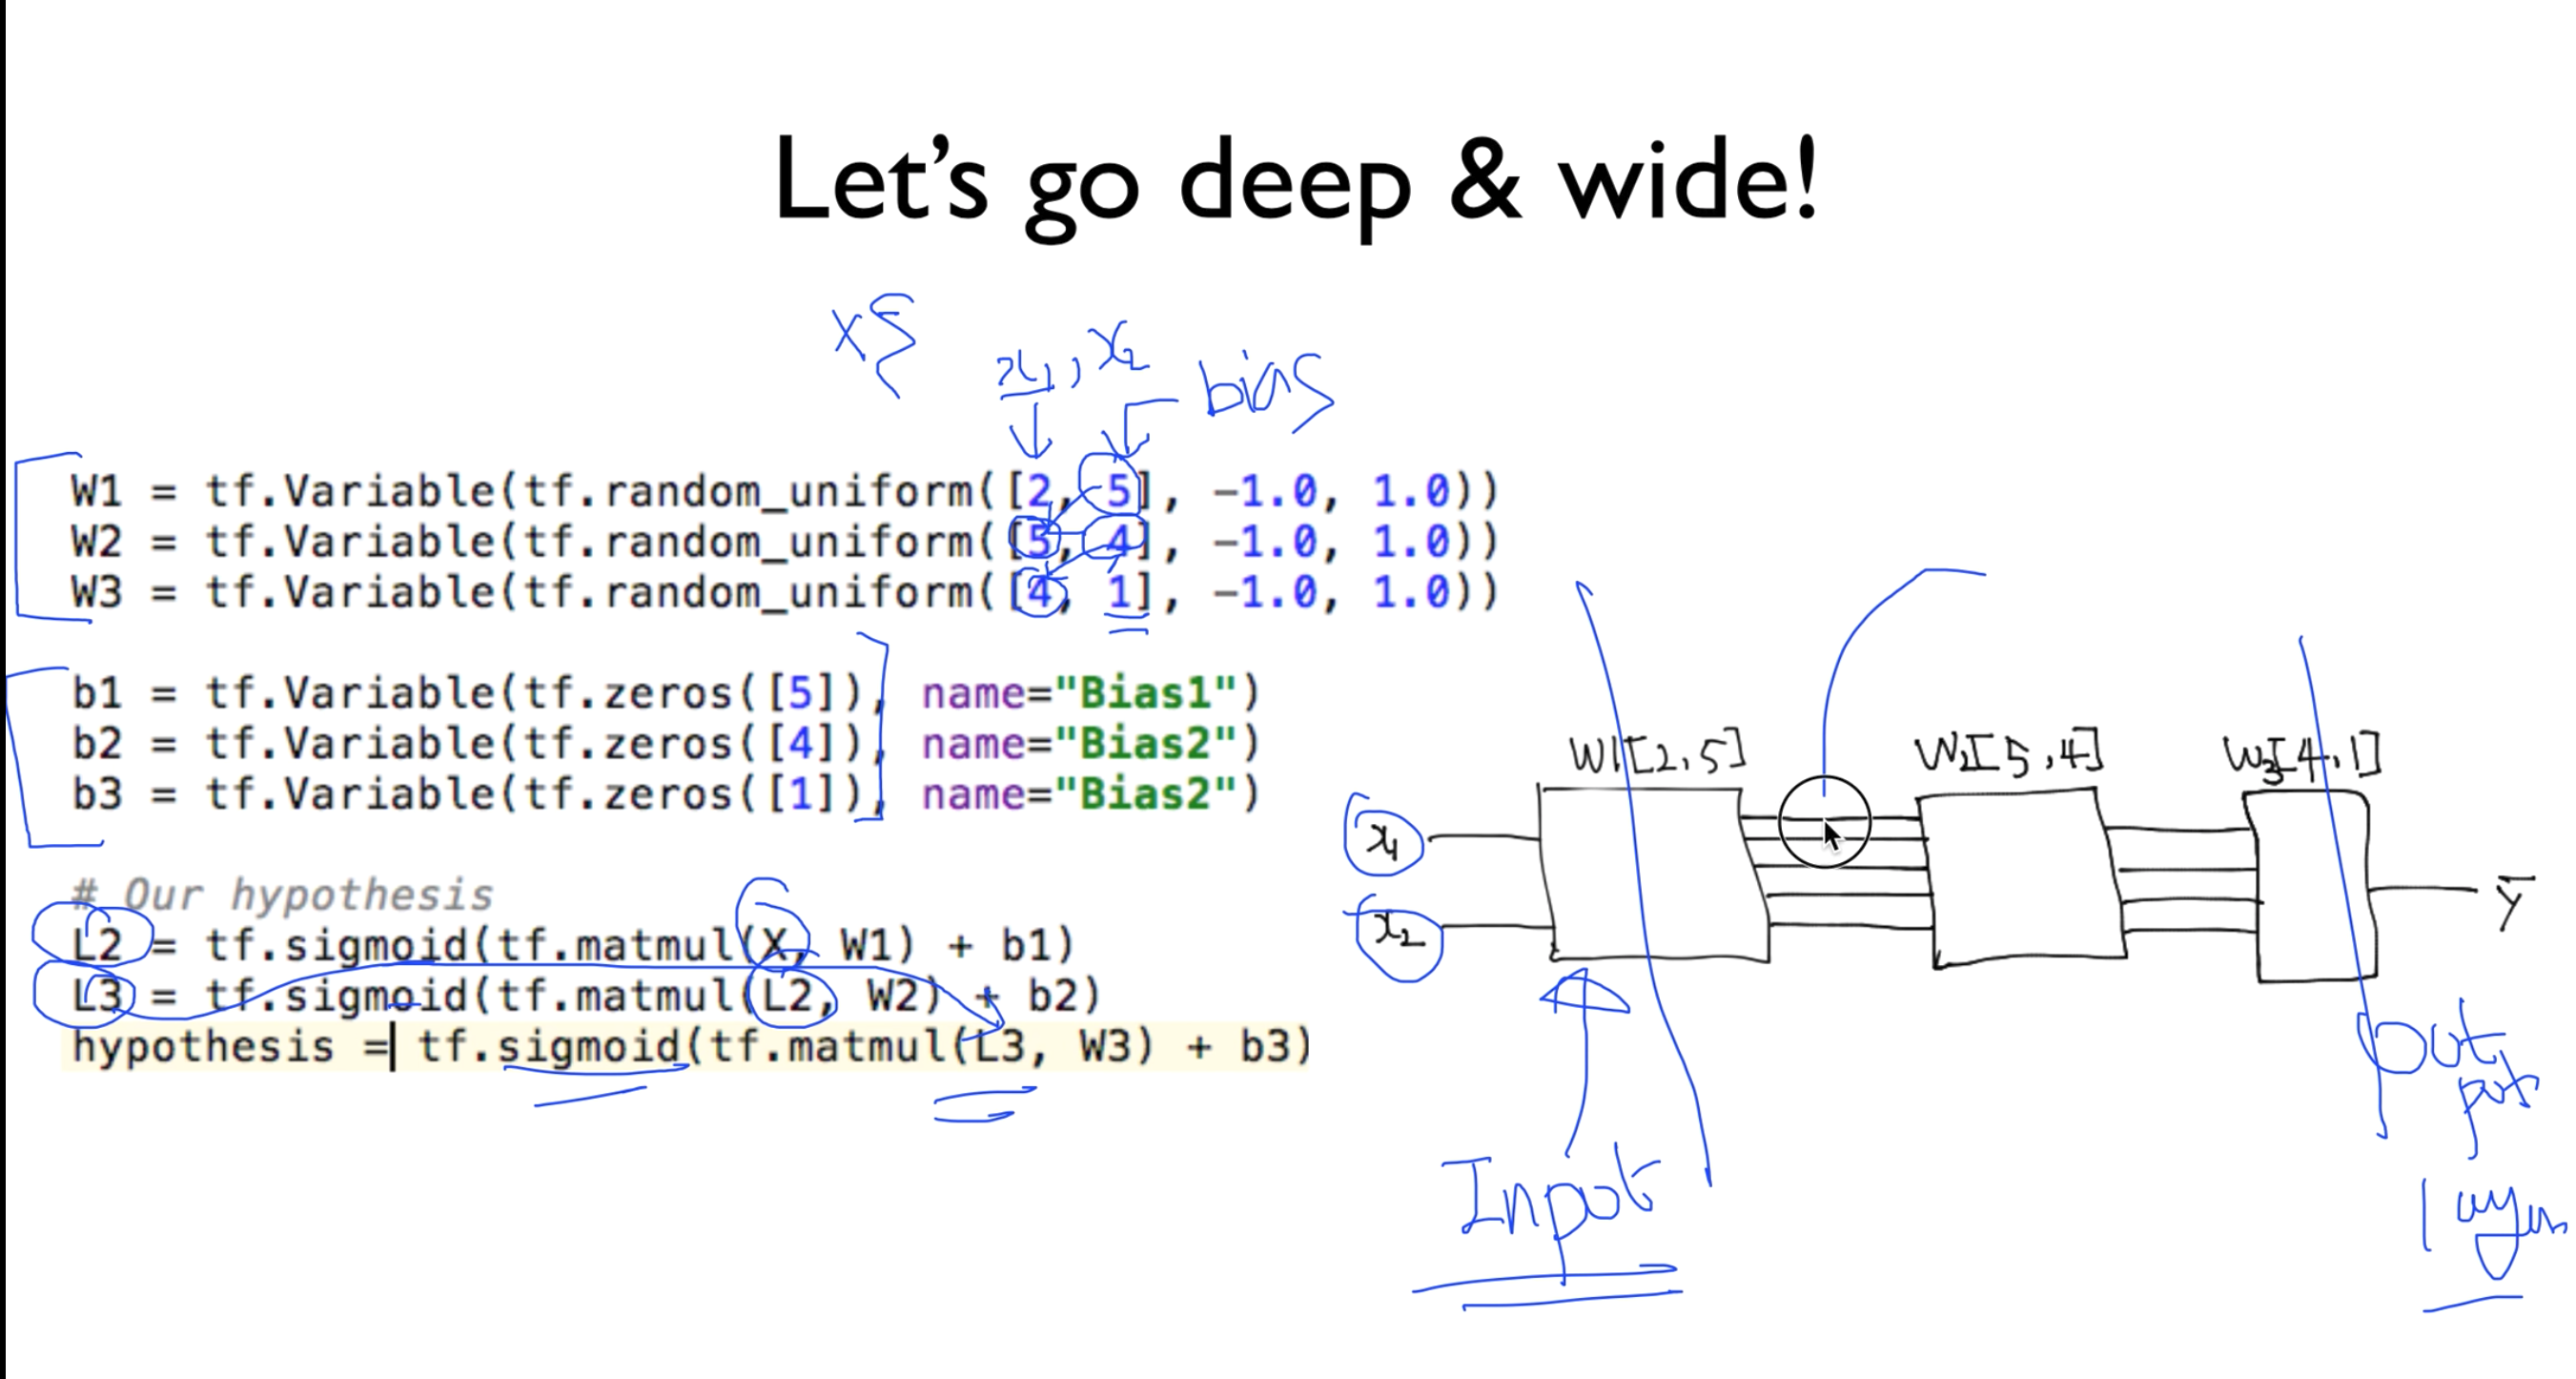 Let's go deep & wide!
x1, x2
bias
W1 = tf.Variable(tf.random_uniform([2, 5], -1.0, 1.0))
W2 = tf.Variable(tf.random_uniform([5, 4], -1.0, 1.0))
W3 = tf.Variable(tf.random_uniform([4, 1], -1.0, 1.0))
b1 = tf.Variable(tf.zeros([5]), name="Bias1")
b2 = tf.Variable(tf.zeros([4]), name="Bias2")
b3 = tf.Variable(tf.zeros([1]), name="Bias2")
# Our hypothesis
L2 = tf.sigmoid(tf.matmul(X, W1) + b1)
L3 = tf.sigmoid(tf.matmul(L2, W2) + b2)
hypothesis = tf.sigmoid(tf.matmul(L3, W3) + b3)
W1[2,5] W2[5,4] W3[4,1]
x1
x2
Y̅
Input
Output
layer